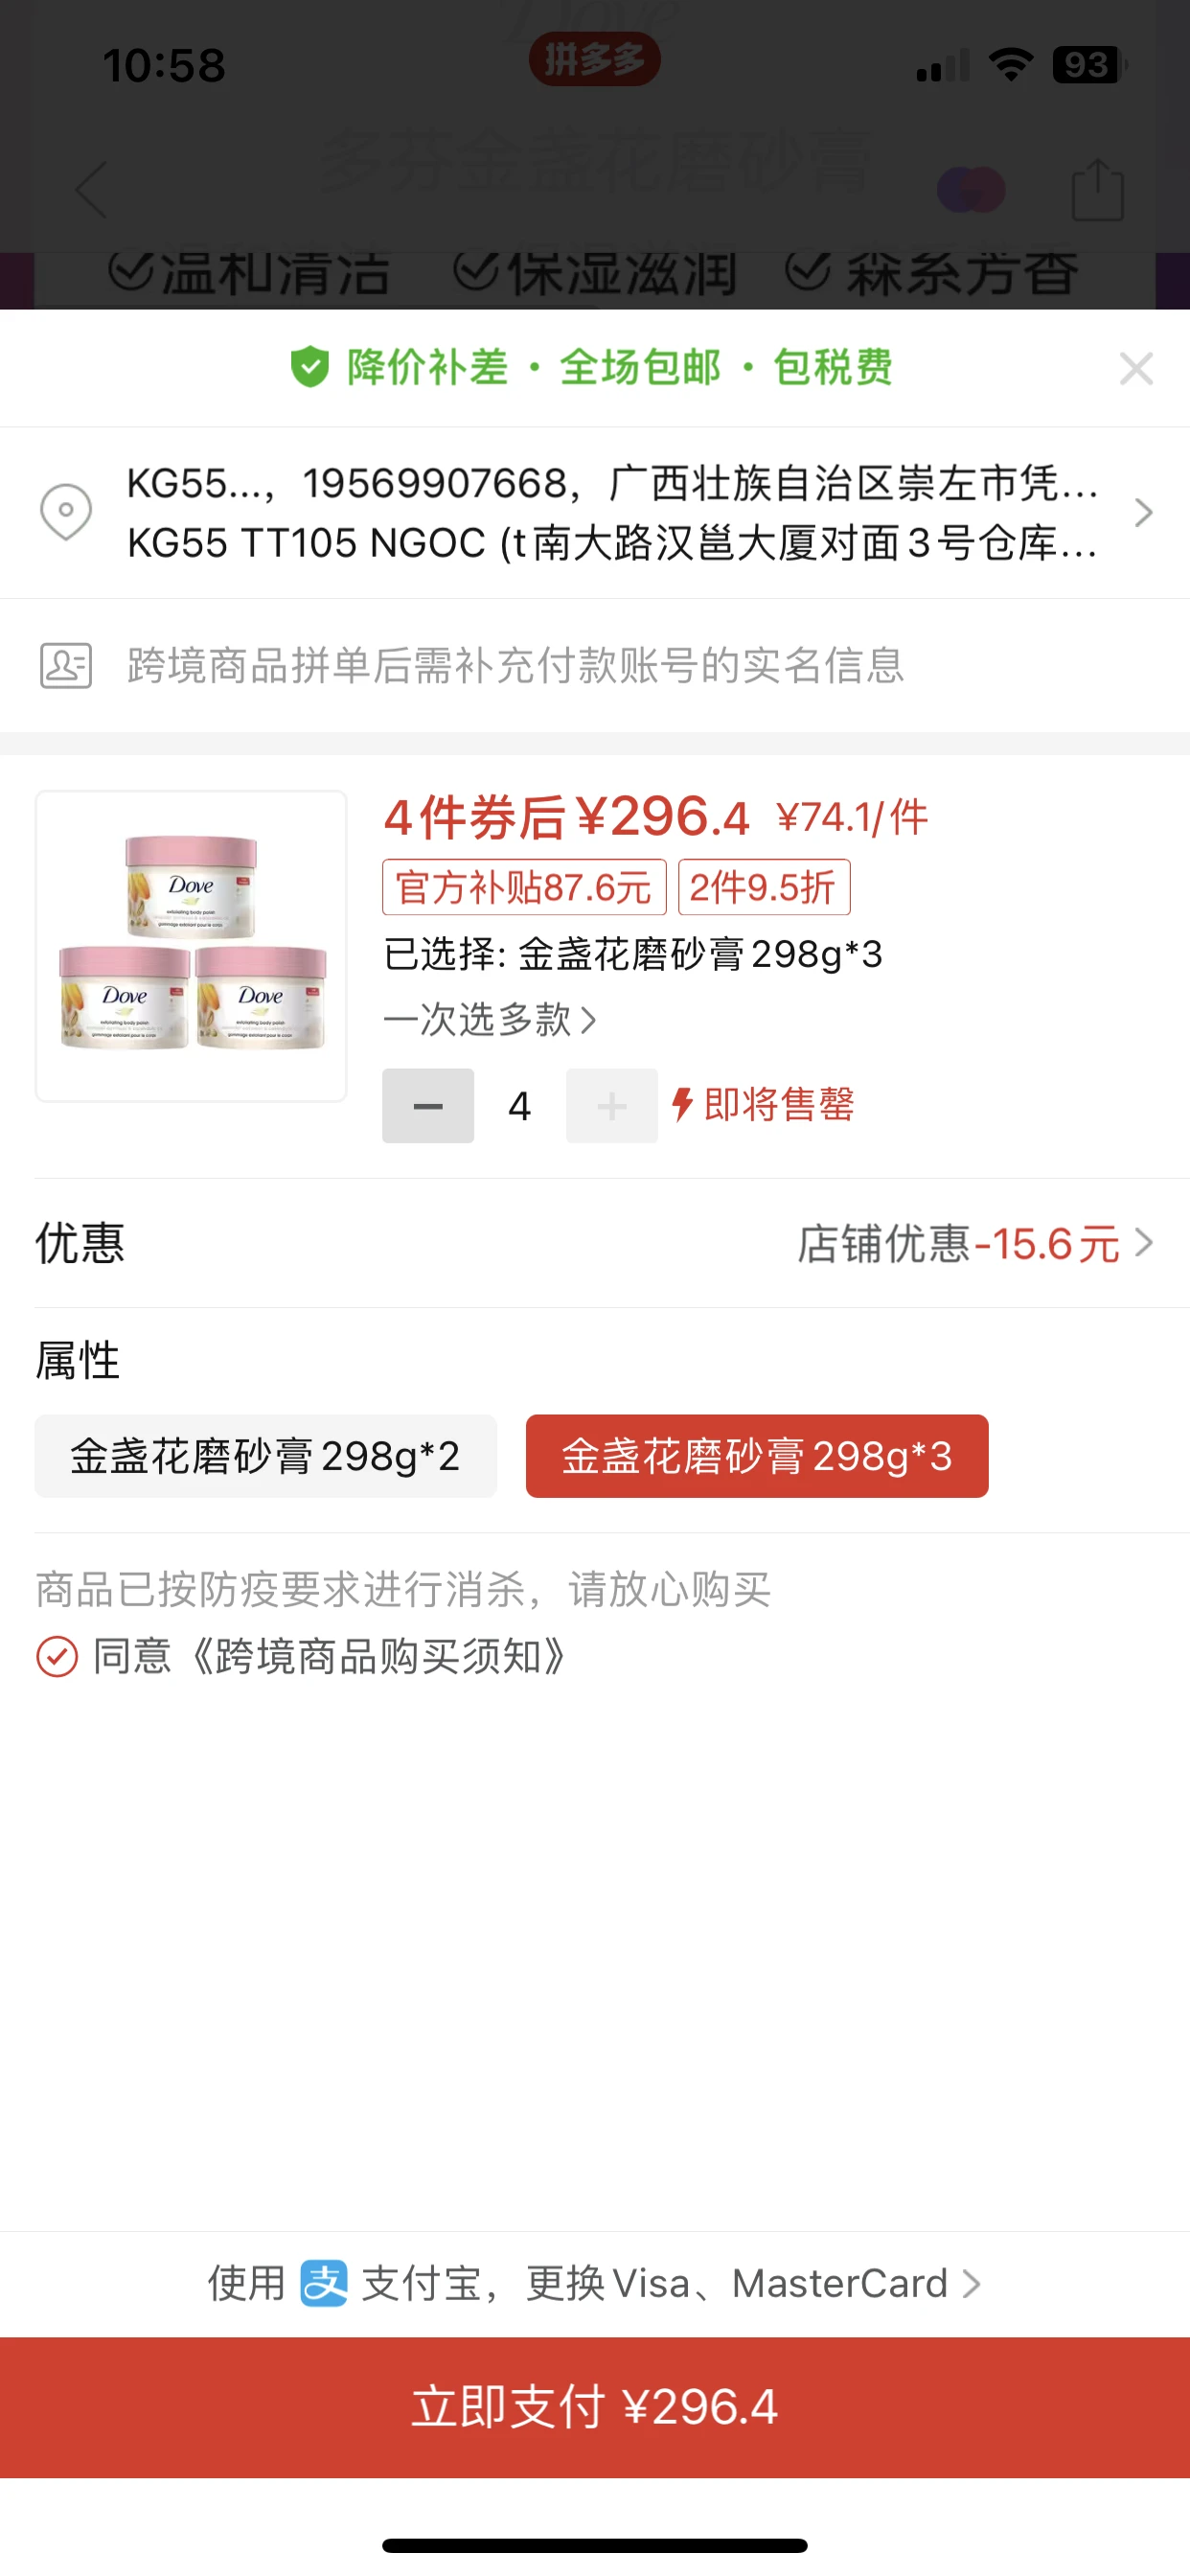 10:58
拼多多
93
多芬金盏花磨砂膏
温和清洁 保湿滋润 森系芳香
降价补差·全场包邮·包税费
KG55..., 19569907668, 广西壮族自治区崇左市凭...
KG55 TT105 NGOC (t南大路汉邕大厦对面3号仓库...
跨境商品拼单后需补充付款账号的实名信息
4件券后¥296.4 ¥74.1/件
官方补贴87.6元 2件9.5折
Dove
已选择: 金盏花磨砂膏298g*3
Dove Dove
一次选多款
4 即将售罄
优惠 店铺优惠-15.6元
属性
金盏花磨砂膏298g*2 金盏花磨砂膏298g*3
商品已按防疫要求进行消杀，请放心购买
同意《跨境商品购买须知》
使用 支 支付宝，更换Visa、MasterCard
立即支付 ¥296.4